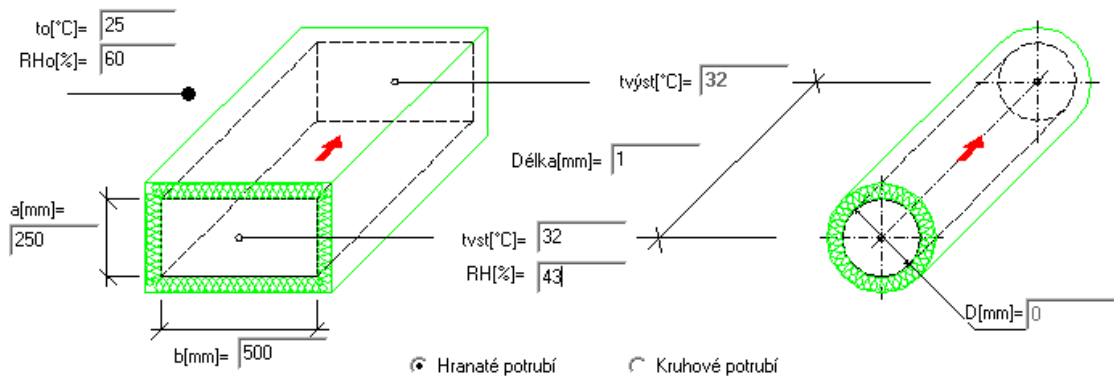 to[°C]= 25
RHo[%]= 60
tvýst[°C]= 32
Délka[mm]= 1
a[mm]=
250
tvst[°C]= 32
RH[%]= 43
D[mm]= 0
b[mm]= 500
Hranaté potrubí
Kruhové potrubí